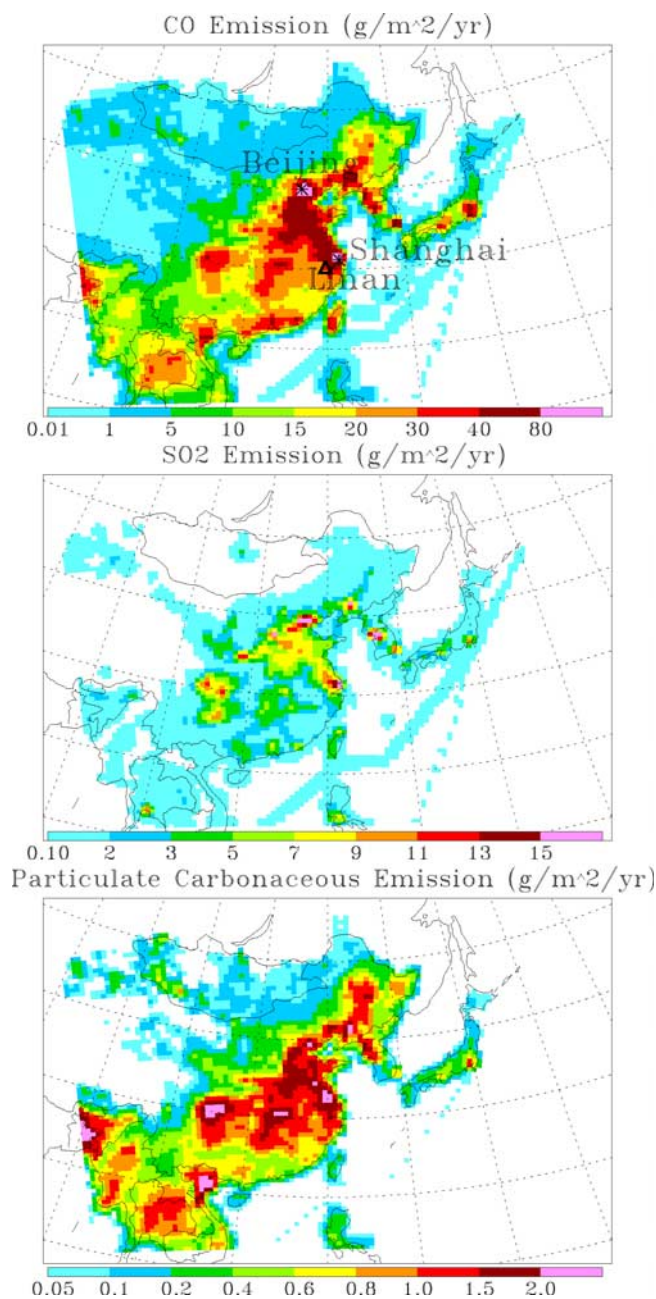 CO Emission (g/m^2/yr)
Beijing
Shanghai
Linan
0.01 1 5 10 15 20 30 40 80
SO2 Emission (g/m^2/yr)
0.10 2 3 5 7 9 11 13 15
Particulate Carbonaceous Emission (g/m^2/yr)
0.05 0.1 0.2 0.4 0.6 0.8 1.0 1.5 2.0